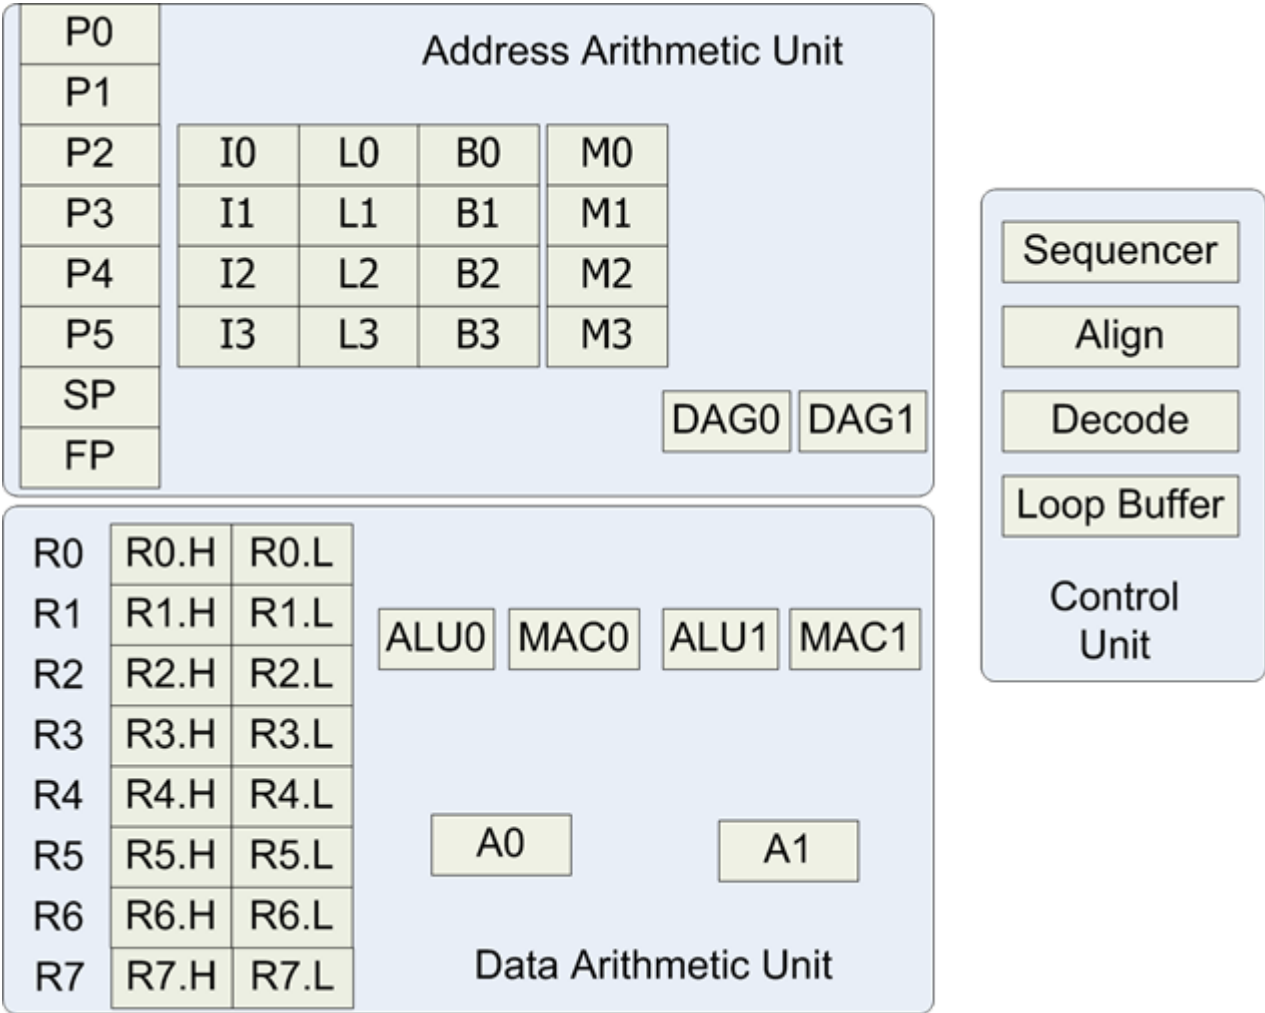 P0
Address Arithmetic Unit
P1
P2 I0 L0 B0 M0
P3 I1 L1 B1 M1
P4 I2 L2 B2 M2
P5 I3 L3 B3 M3
SP
DAG0 DAG1
FP
R0 R0.H R0.L
R1 R1.H R1.L
ALU0 MAC0 ALU1 MAC1
R2 R2.H R2.L
R3 R3.H R3.L
R4 R4.H R4.L
R5 R5.H R5.L
A0 A1
R6 R6.H R6.L
R7 R7.H R7.L
Data Arithmetic Unit
Sequencer
Align
Decode
Loop Buffer
Control
Unit